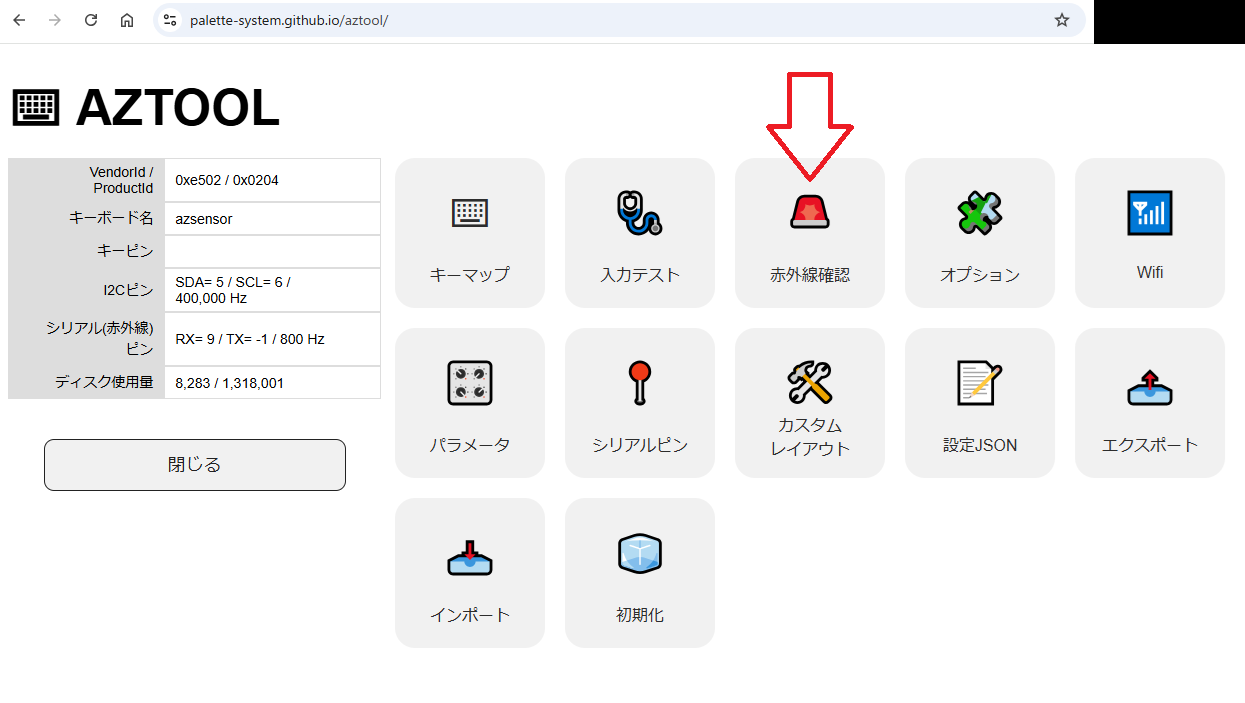 palette-system.github.io/aztool/
AZTOOL
VendorId /
ProductId
0xe502 / 0x0204
キーボード名
azsensor
キーピン
I2Cピン
SDA= 5 / SCL= 6 /
400,000 Hz
シリアル(赤外線)
ピン
RX= 9 / TX= -1 / 800 Hz
ディスク使用量
8,283 / 1,318,001
閉じる
キーマップ
入力テスト
赤外線確認
オプション
Wifi
パラメータ
シリアルピン
カスタム
レイアウト
設定JSON
エクスポート
インポート
初期化